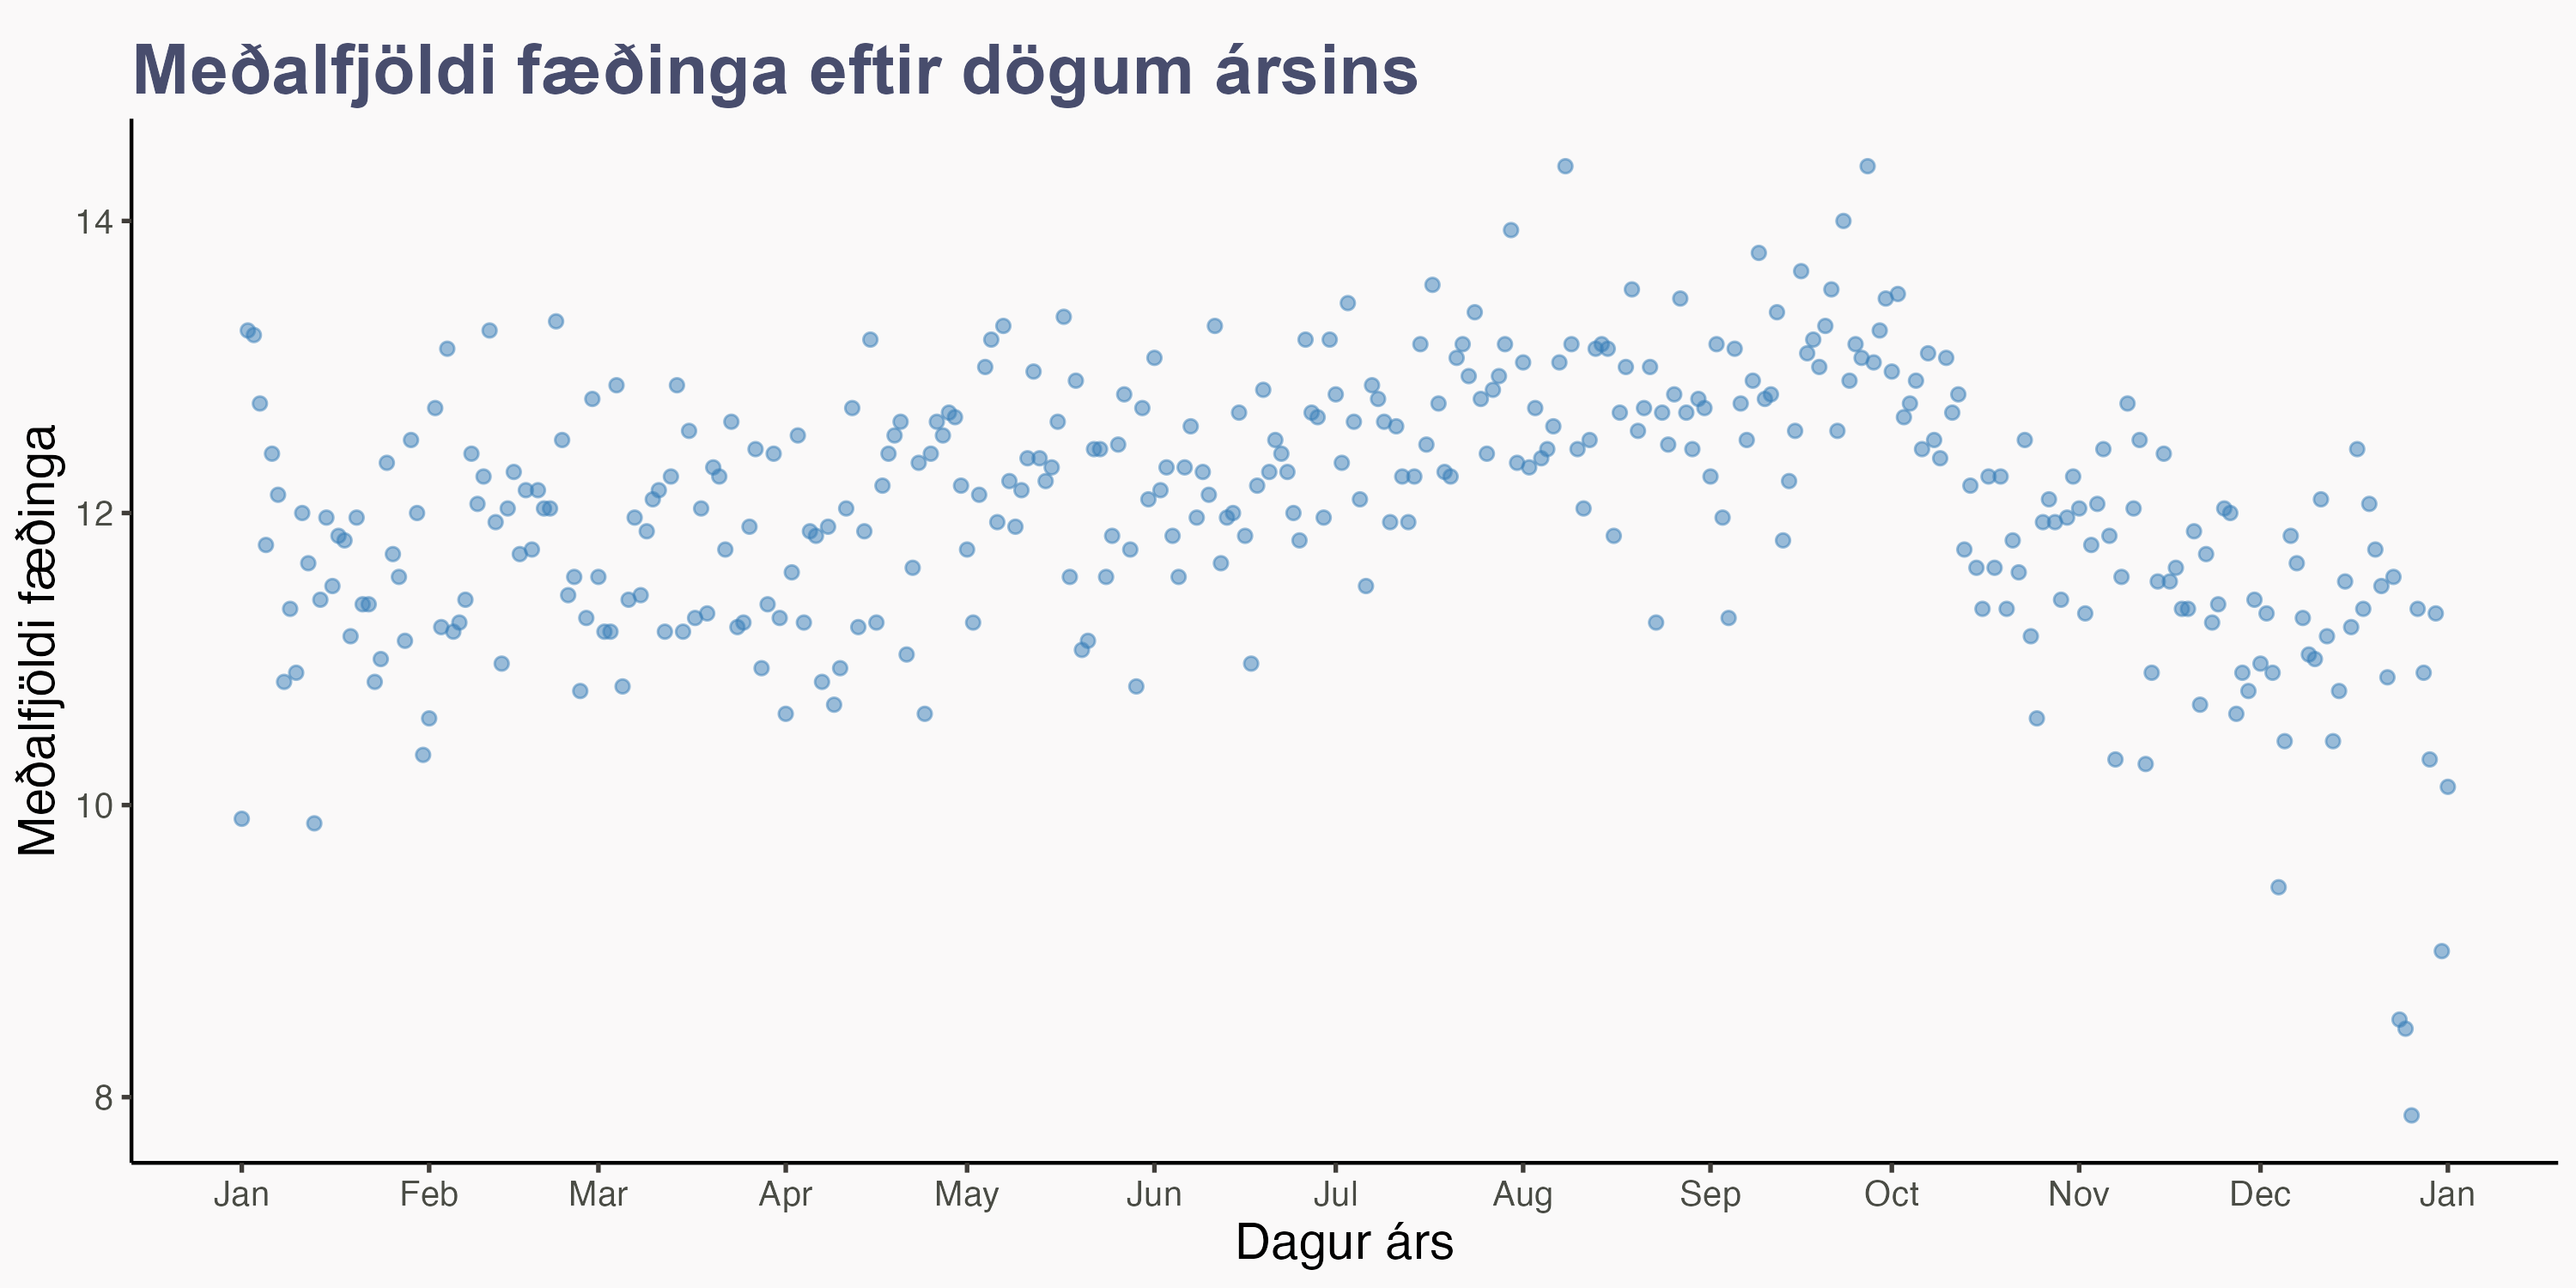 Meðalfjöldi fæðinga eftir dögum ársins
Meðalfjöldi fæðinga
14
12
10
8
Jan Feb Mar Apr May Jun Jul Aug Sep Oct Nov Dec Jan
Dagur árs